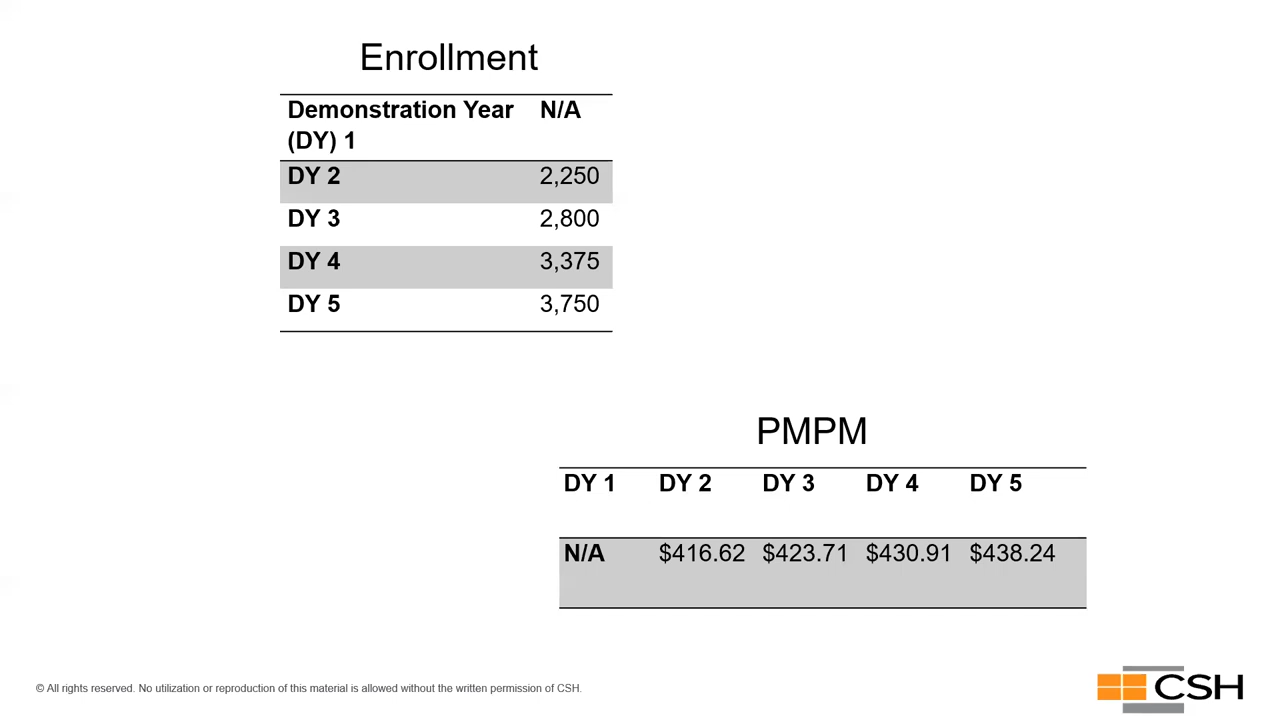 Enrollment
Demonstration Year N/A
(DY) 1
DY 2 2,250
DY 3 2,800
DY 4 3,375
DY 5 3,750
PMPM
DY 1 DY 2 DY 3 DY 4 DY 5
N/A $416.62 $423.71 $430.91 $438.24
© All rights reserved. No utilization or reproduction of this material is allowed without the written permission of CSH.
CSH